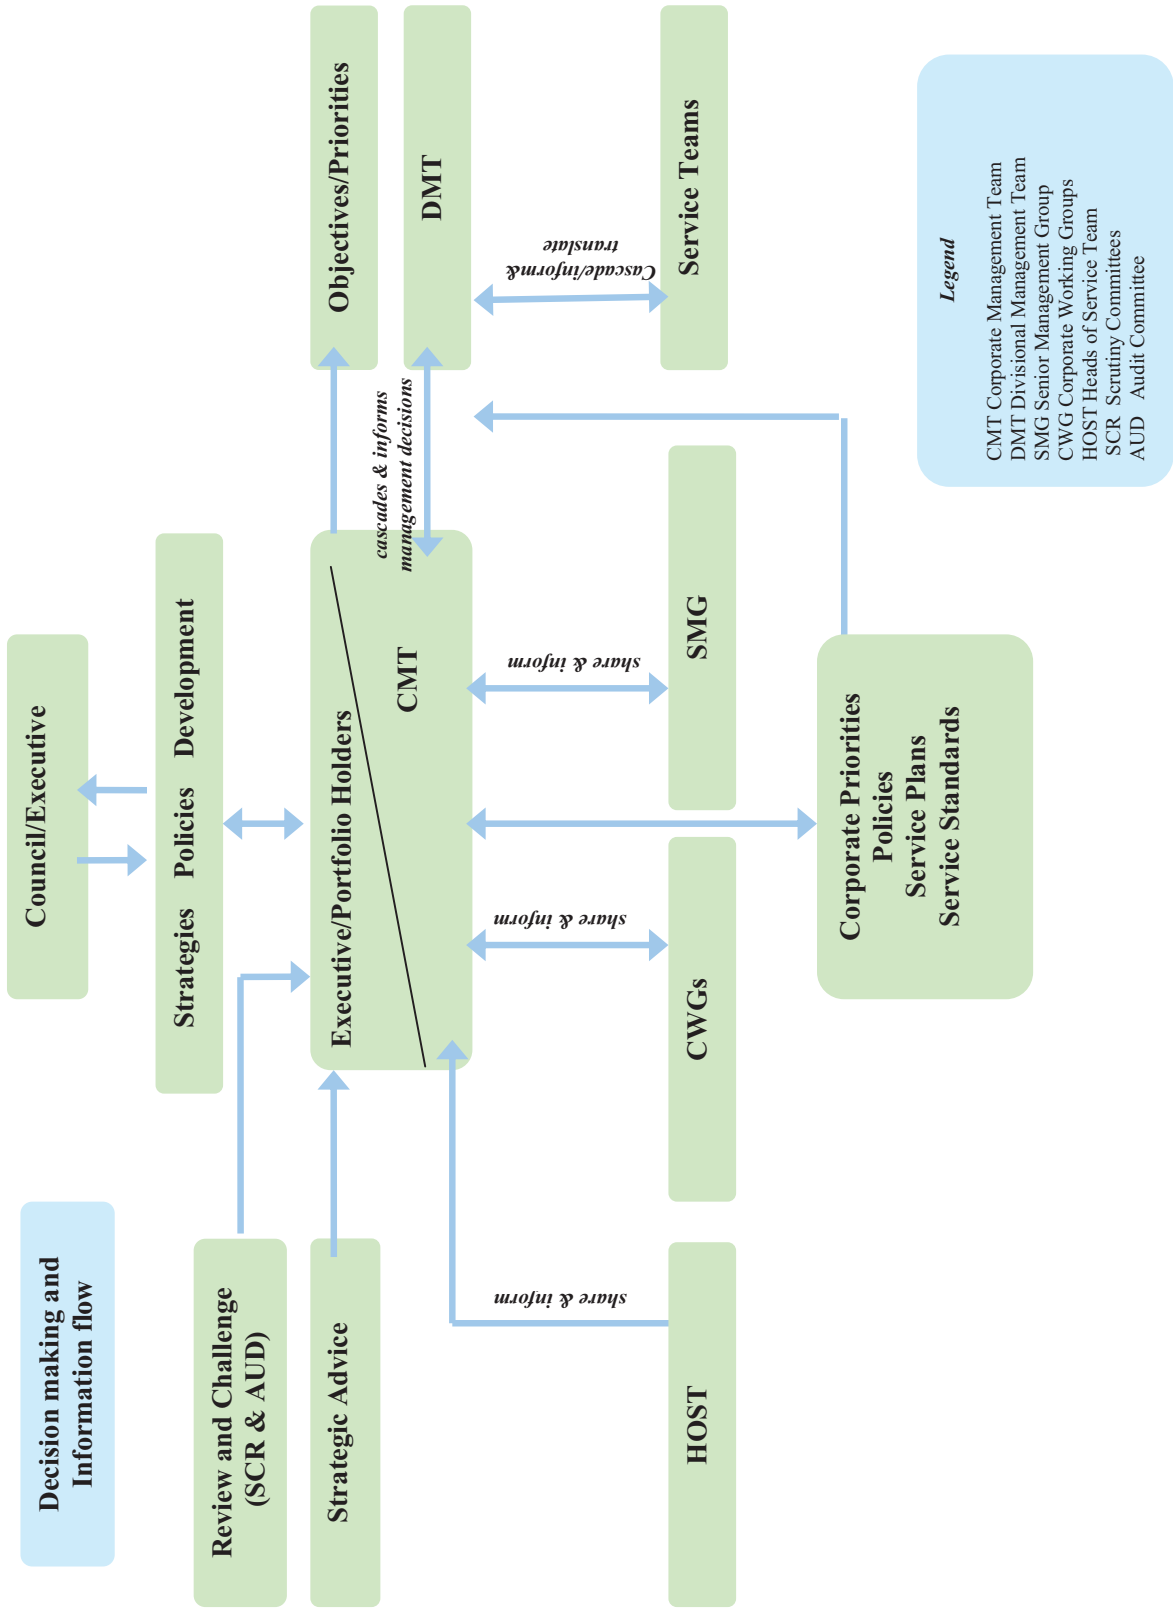 Decision making and
Information flow
Council/Executive
Strategies Policies Development
Review and Challenge
(SCR & AUD)
Strategic Advice
Executive/Portfolio Holders
CMT
Objectives/Priorities
cascades & informs
management decisions
DMT
share & inform
share & inform
share & inform
Cascade/inform&
translate
HOST
CWGs
SMG
Service Teams
Corporate Priorities
Policies
Service Plans
Service Standards
Legend
CMT Corporate Management Team
DMT Divisional Management Team
SMG Senior Management Group
CWG Corporate Working Groups
HOST Heads of Service Team
SCR Scrutiny Committees
AUD Audit Committee